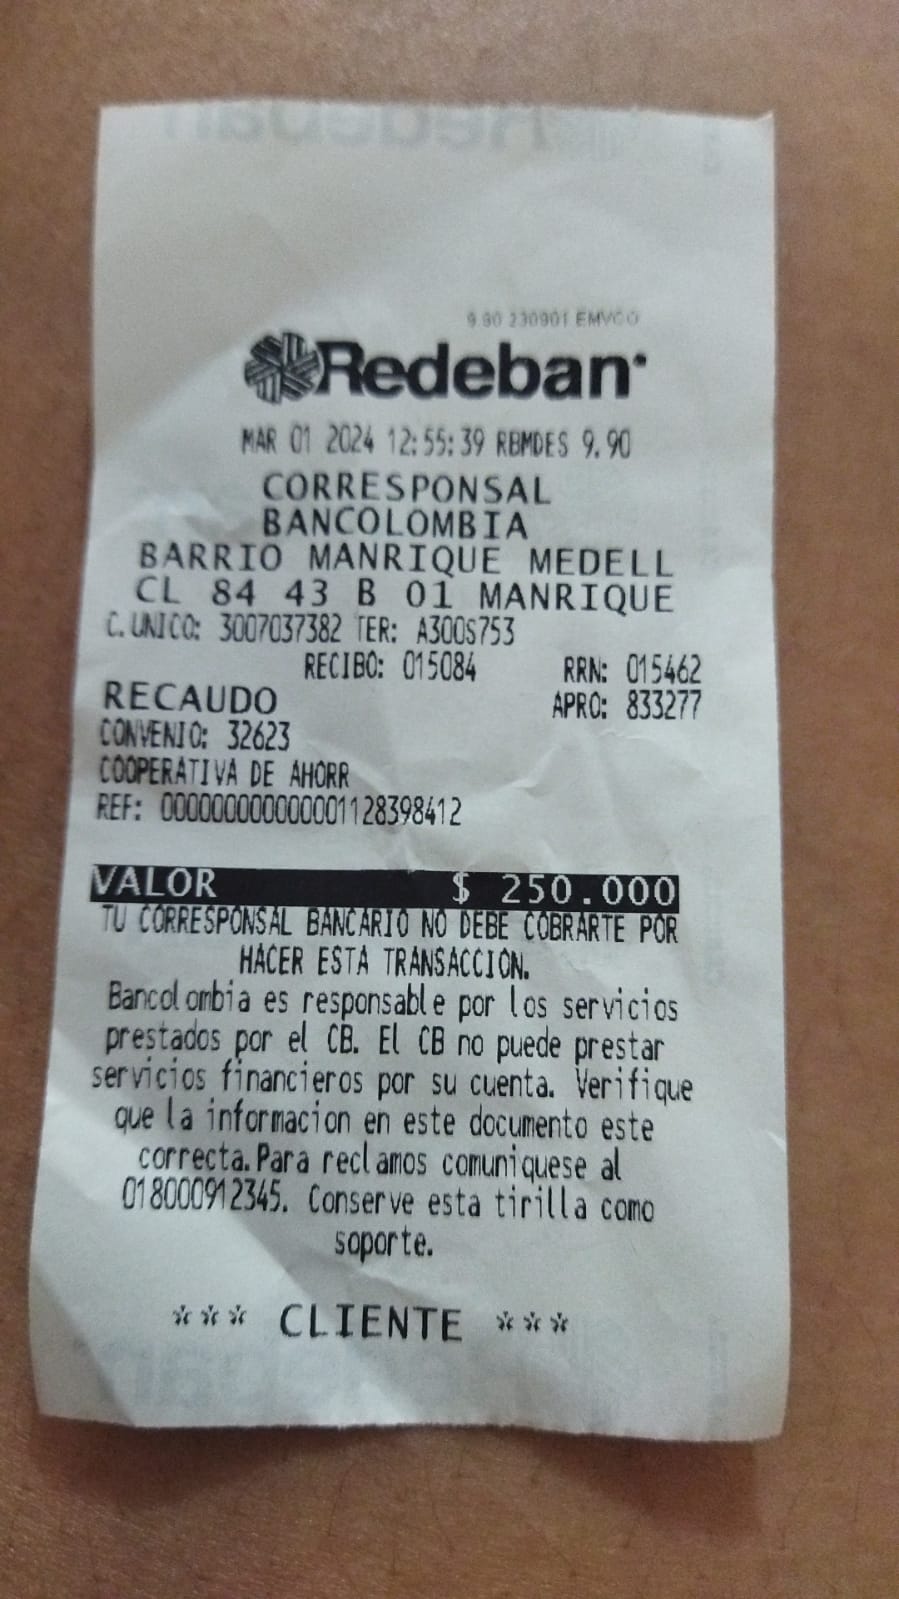 9.90 230901 EMVCO
Redeban
MAR 01 2024 12:55:39 RBMDES 9.90
CORRESPONSAL
BANCOLOMBIA
BARRIO MANRIQUE MEDELL
CL 84 43 B 01 MANRIQUE
C. UNICO: 3007037382 TER: A300S753
RECIBO: 015084 RRN: 015462
RECAUDO APRO: 833277
CONVENIO: 32623
COOPERATIVA DE AHORR
REF: 00000000000001128398412
VALOR $ 250.000
TU CORRESPONSAL BANCARIO NO DEBE COBRARTE POR
HACER ESTA TRANSACCION.
Bancolombia es responsable por los servicios
prestados por el CB. El CB no puede prestar
servicios financieros por su cuenta. Verifique
que la informacion en este documento este
correcta. Para reclamos comuniquese al
018000912345. Conserve esta tirilla como
soporte.
*** CLIENTE ***